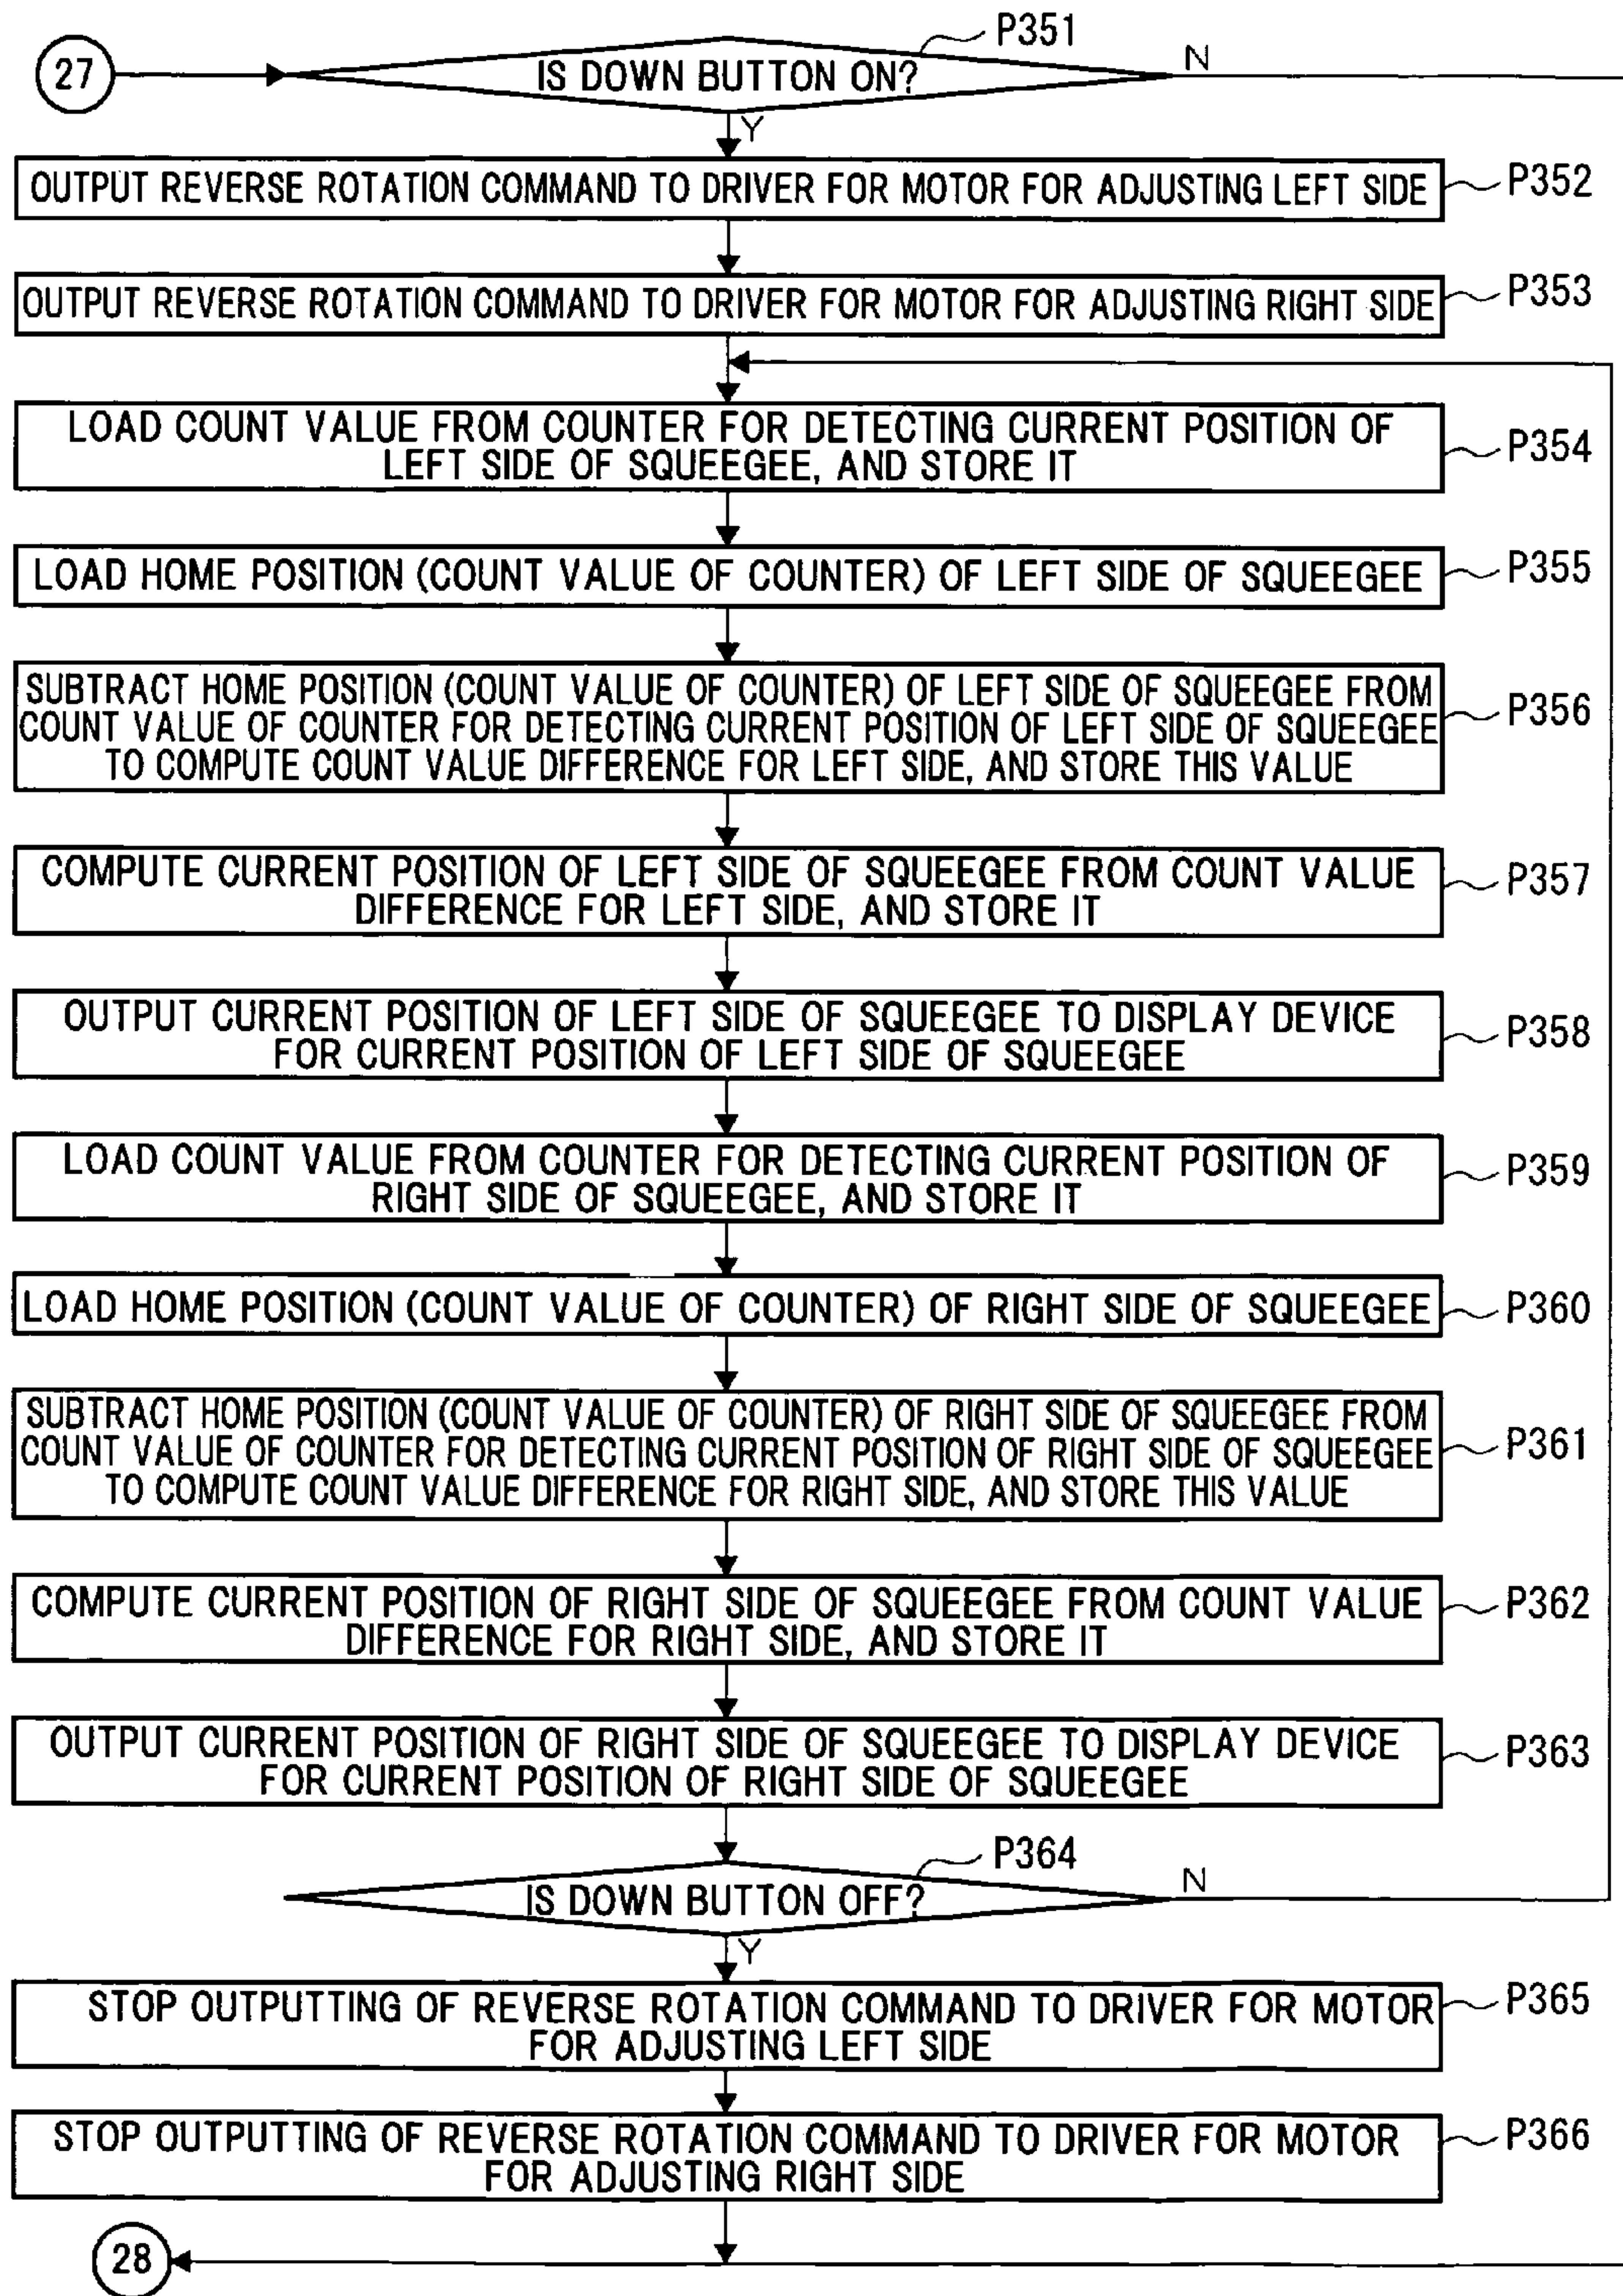 27
IS DOWN BUTTON ON?
P351
N
Y
OUTPUT REVERSE ROTATION COMMAND TO DRIVER FOR MOTOR FOR ADJUSTING LEFT SIDE
P352
OUTPUT REVERSE ROTATION COMMAND TO DRIVER FOR MOTOR FOR ADJUSTING RIGHT SIDE
P353
LOAD COUNT VALUE FROM COUNTER FOR DETECTING CURRENT POSITION OF
LEFT SIDE OF SQUEEGEE, AND STORE IT
P354
LOAD HOME POSITION (COUNT VALUE OF COUNTER) OF LEFT SIDE OF SQUEEGEE
P355
SUBTRACT HOME POSITION (COUNT VALUE OF COUNTER) OF LEFT SIDE OF SQUEEGEE FROM
COUNT VALUE OF COUNTER FOR DETECTING CURRENT POSITION OF LEFT SIDE OF SQUEEGEE
TO COMPUTE COUNT VALUE DIFFERENCE FOR LEFT SIDE, AND STORE THIS VALUE
P356
COMPUTE CURRENT POSITION OF LEFT SIDE OF SQUEEGEE FROM COUNT VALUE
DIFFERENCE FOR LEFT SIDE, AND STORE IT
P357
OUTPUT CURRENT POSITION OF LEFT SIDE OF SQUEEGEE TO DISPLAY DEVICE
FOR CURRENT POSITION OF LEFT SIDE OF SQUEEGEE
P358
LOAD COUNT VALUE FROM COUNTER FOR DETECTING CURRENT POSITION OF
RIGHT SIDE OF SQUEEGEE, AND STORE IT
P359
LOAD HOME POSITION (COUNT VALUE OF COUNTER) OF RIGHT SIDE OF SQUEEGEE
P360
SUBTRACT HOME POSITION (COUNT VALUE OF COUNTER) OF RIGHT SIDE OF SQUEEGEE FROM
COUNT VALUE OF COUNTER FOR DETECTING CURRENT POSITION OF RIGHT SIDE OF SQUEEGEE
TO COMPUTE COUNT VALUE DIFFERENCE FOR RIGHT SIDE, AND STORE THIS VALUE
P361
COMPUTE CURRENT POSITION OF RIGHT SIDE OF SQUEEGEE FROM COUNT VALUE
DIFFERENCE FOR RIGHT SIDE, AND STORE IT
P362
OUTPUT CURRENT POSITION OF RIGHT SIDE OF SQUEEGEE TO DISPLAY DEVICE
FOR CURRENT POSITION OF RIGHT SIDE OF SQUEEGEE
P363
IS DOWN BUTTON OFF?
P364
N
Y
STOP OUTPUTTING OF REVERSE ROTATION COMMAND TO DRIVER FOR MOTOR
FOR ADJUSTING LEFT SIDE
P365
STOP OUTPUTTING OF REVERSE ROTATION COMMAND TO DRIVER FOR MOTOR
FOR ADJUSTING RIGHT SIDE
P366
28